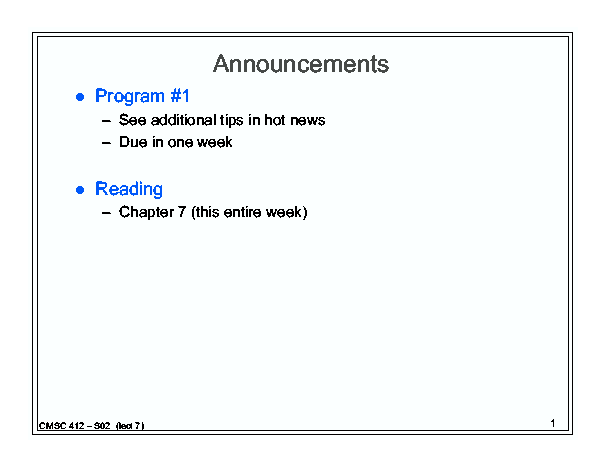 Announcements
● Program #1
– See additional tips in hot news
– Due in one week
● Reading
– Chapter 7 (this entire week)
CMSC 412 – S02 (lect 7)
1